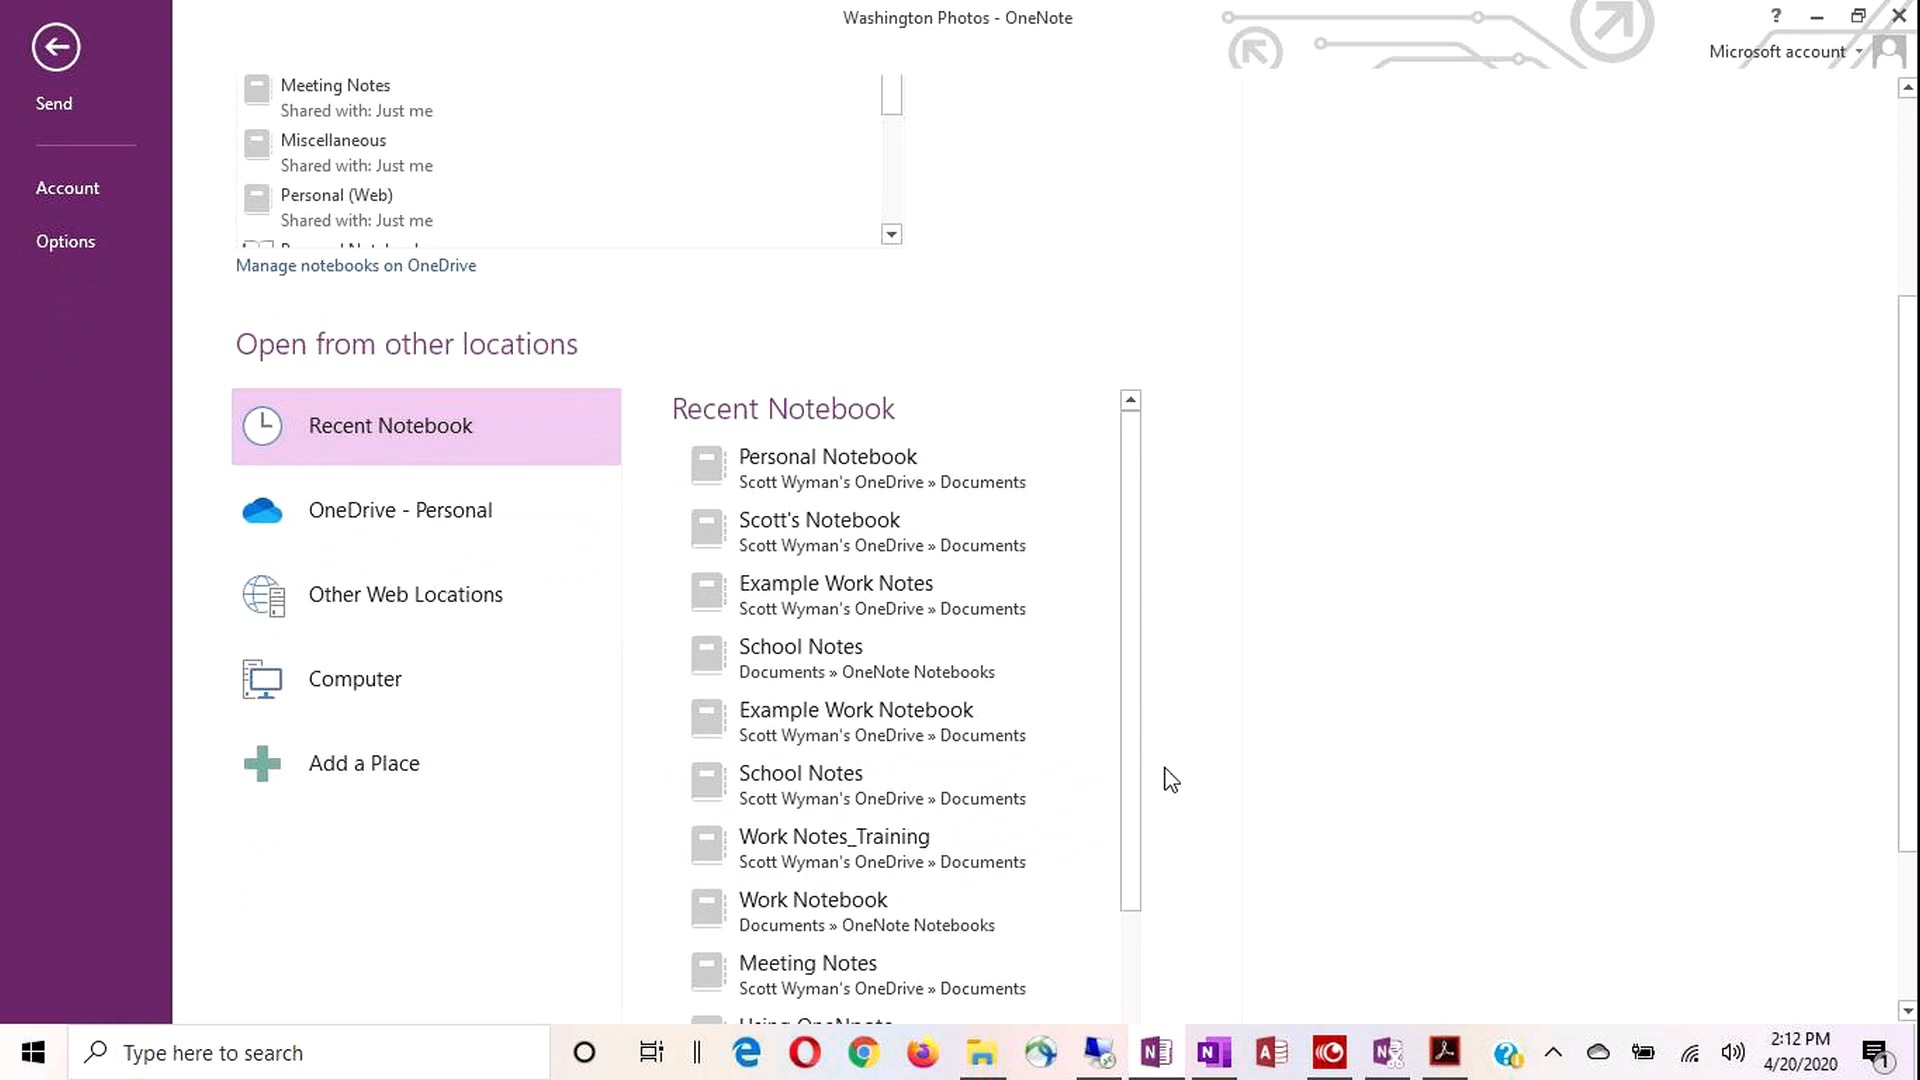 Washington Photos - OneNote
?
Microsoft account
Send
Account
Options
Meeting Notes
Shared with: Just me
Miscellaneous
Shared with: Just me
Personal (Web)
Shared with: Just me
Manage notebooks on OneDrive
Open from other locations
Recent Notebook
OneDrive - Personal
Other Web Locations
Computer
Add a Place
Recent Notebook
Personal Notebook
Scott Wyman's OneDrive » Documents
Scott's Notebook
Scott Wyman's OneDrive » Documents
Example Work Notes
Scott Wyman's OneDrive » Documents
School Notes
Documents » OneNote Notebooks
Example Work Notebook
Scott Wyman's OneDrive » Documents
School Notes
Scott Wyman's OneDrive » Documents
Work Notes_Training
Scott Wyman's OneDrive » Documents
Work Notebook
Documents » OneNote Notebooks
Meeting Notes
Scott Wyman's OneDrive » Documents
Type here to search
2:12 PM
4/20/2020
1